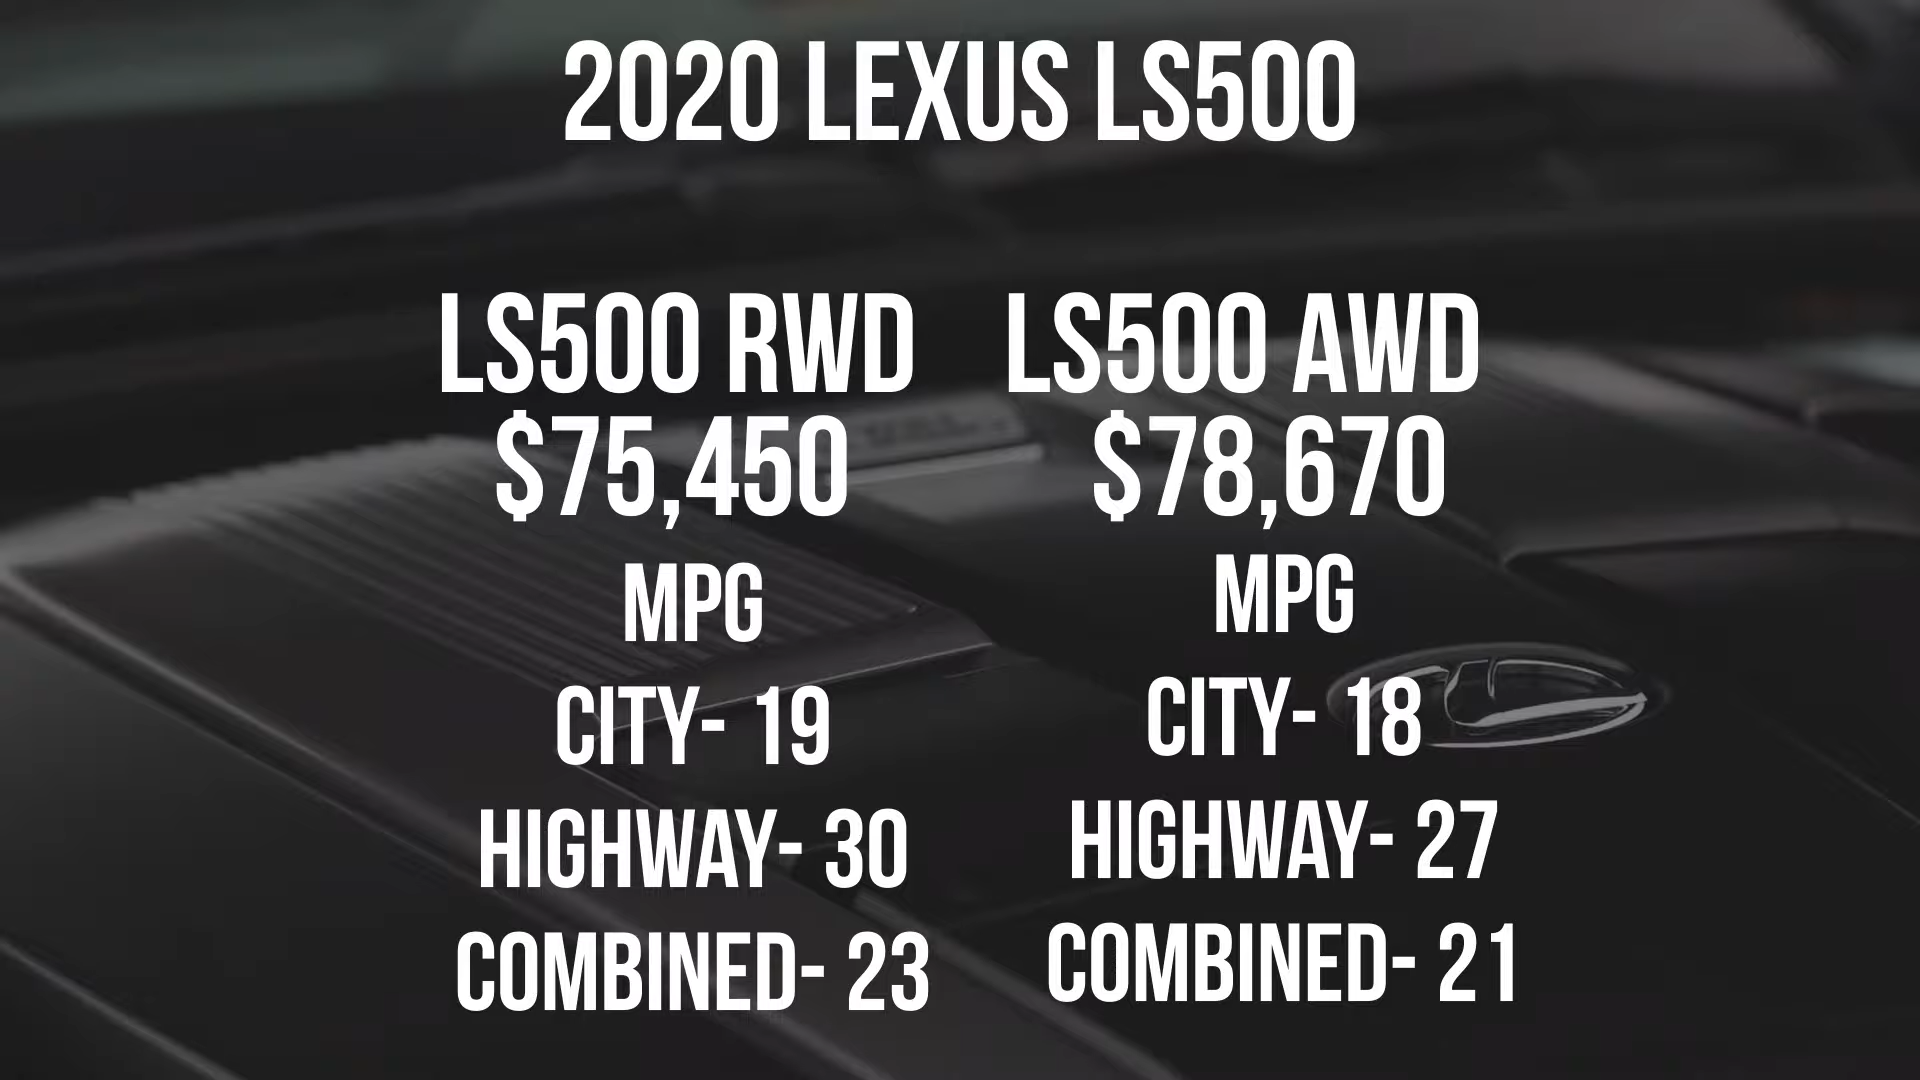 2020 LEXUS LS500
LS500 RWD
$75,450
MPG
CITY- 19
HIGHWAY- 30
COMBINED- 23
LS500 AWD
$78,670
MPG
CITY- 18
HIGHWAY- 27
COMBINED- 21